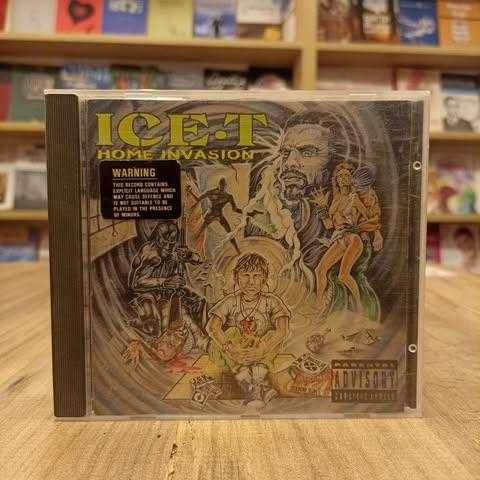 ICE·T
HOME INVASION
WARNING
THIS RECORD CONTAINS
EXPLICIT LANGUAGE WHICH
MAY CAUSE OFFENCE AND
IS NOT SUITABLE TO BE
PLAYED IN THE PRESENCE
OF MINORS.
PARENTAL
ADVISORY
EXPLICIT LYRICS